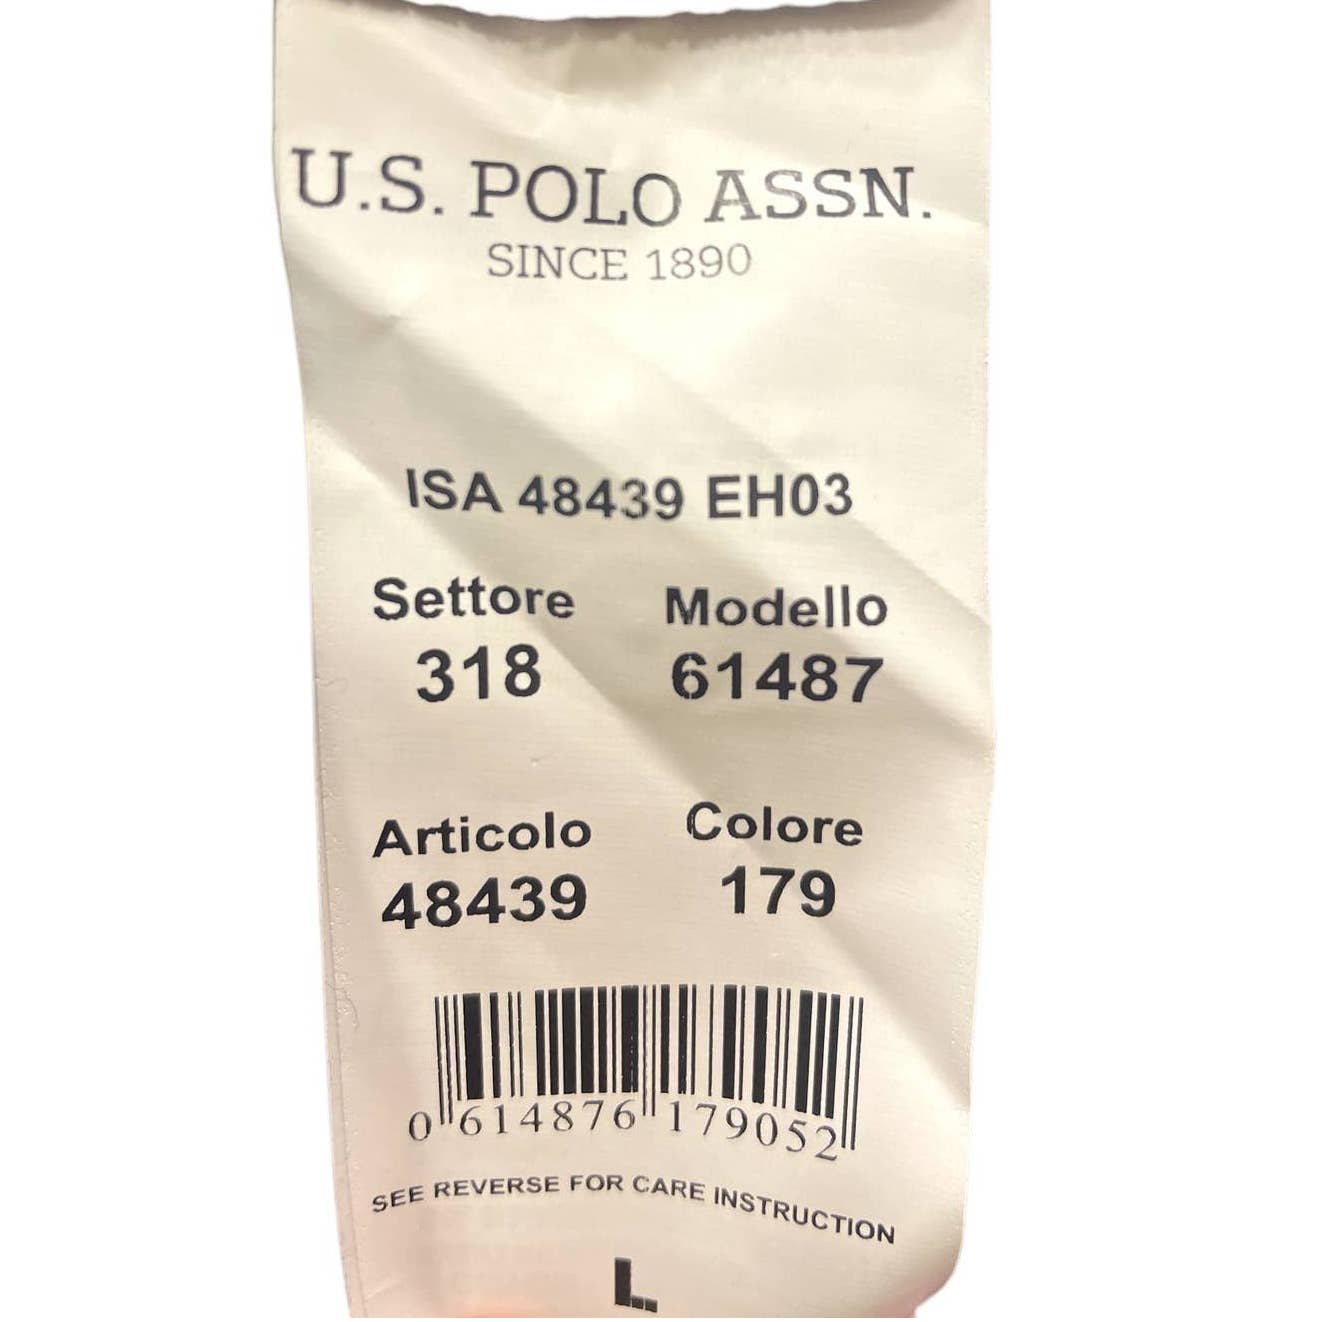 U.S. POLO ASSN.
SINCE 1890
ISA 48439 EH03
Settore Modello
318 61487
Articolo Colore
48439 179
0 614876 179052
SEE REVERSE FOR CARE INSTRUCTION
L